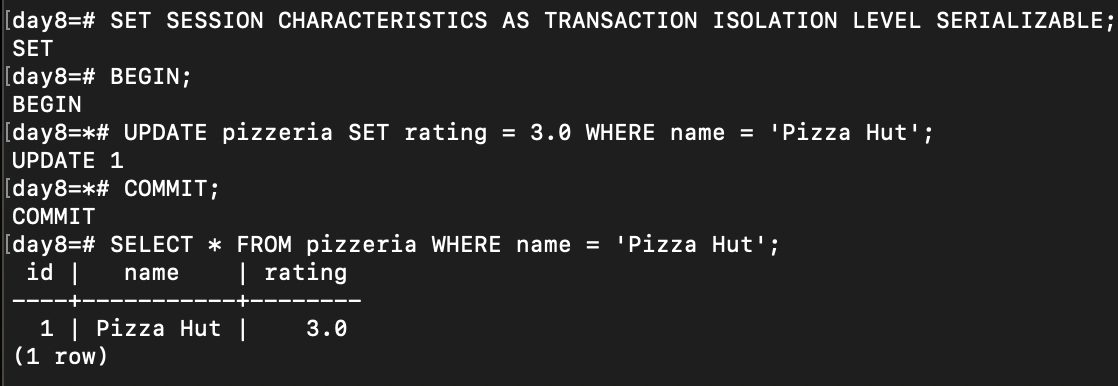 [day8=# SET SESSION CHARACTERISTICS AS TRANSACTION ISOLATION LEVEL SERIALIZABLE;
SET
[day8=# BEGIN;
BEGIN
[day8=*# UPDATE pizzeria SET rating = 3.0 WHERE name = 'Pizza Hut';
UPDATE 1
[day8=*# COMMIT;
COMMIT
[day8=# SELECT * FROM pizzeria WHERE name = 'Pizza Hut';
 id |   name    | rating
----+-----------+--------
  1 | Pizza Hut |    3.0
(1 row)